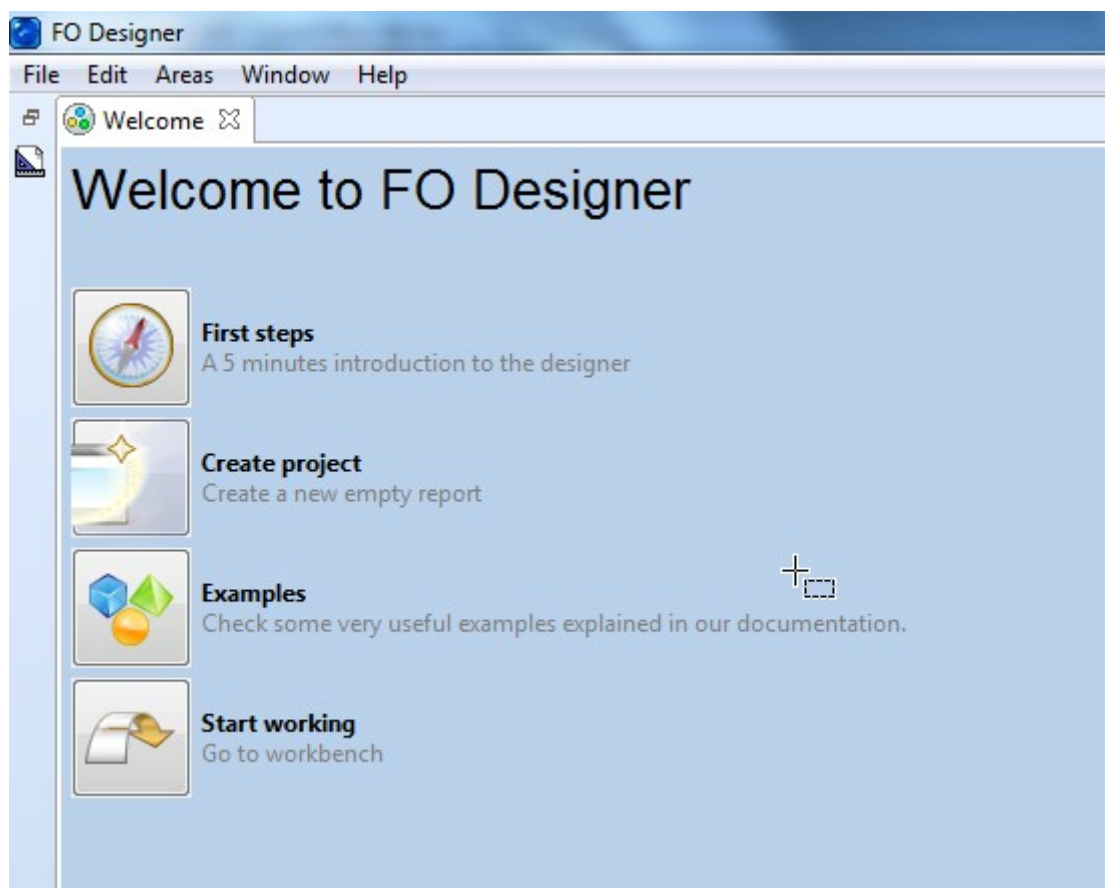 FO Designer
File Edit Areas Window Help
Welcome
Welcome to FO Designer
First steps
A 5 minutes introduction to the designer
Create project
Create a new empty report
Examples
Check some very useful examples explained in our documentation.
Start working
Go to workbench